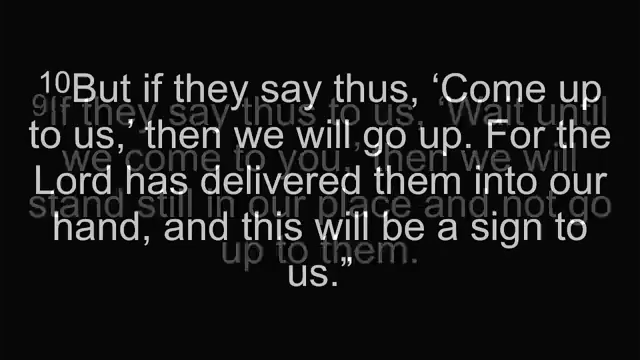 10But if they say thus, ‘Come up
to us,’ then we will go up. For the
Lord has delivered them into our
hand, and this will be a sign to
us.”
9If they say thus to us, ‘Wait until
we come to you,’ then we will
stand still in our place and not go
up to them.